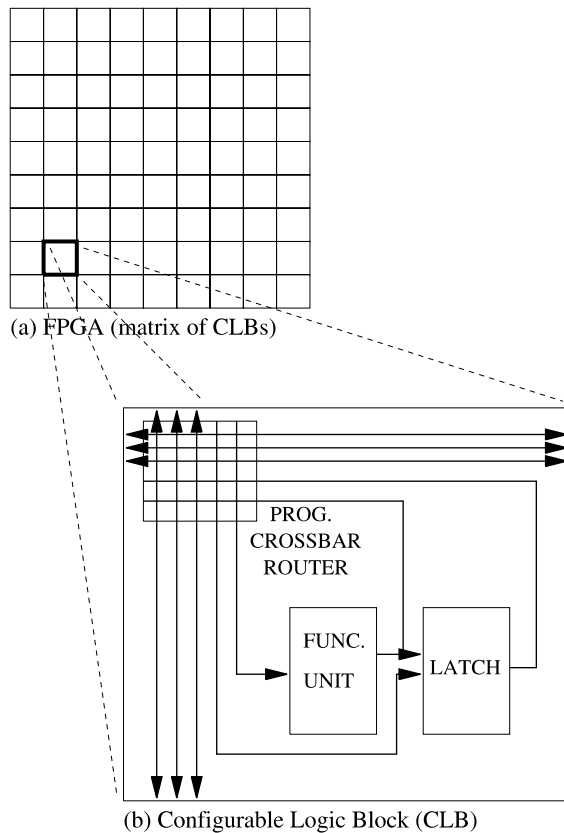 (a) FPGA (matrix of CLBs)
PROG.
CROSSBAR
ROUTER
FUNC.
UNIT
LATCH
(b) Configurable Logic Block (CLB)